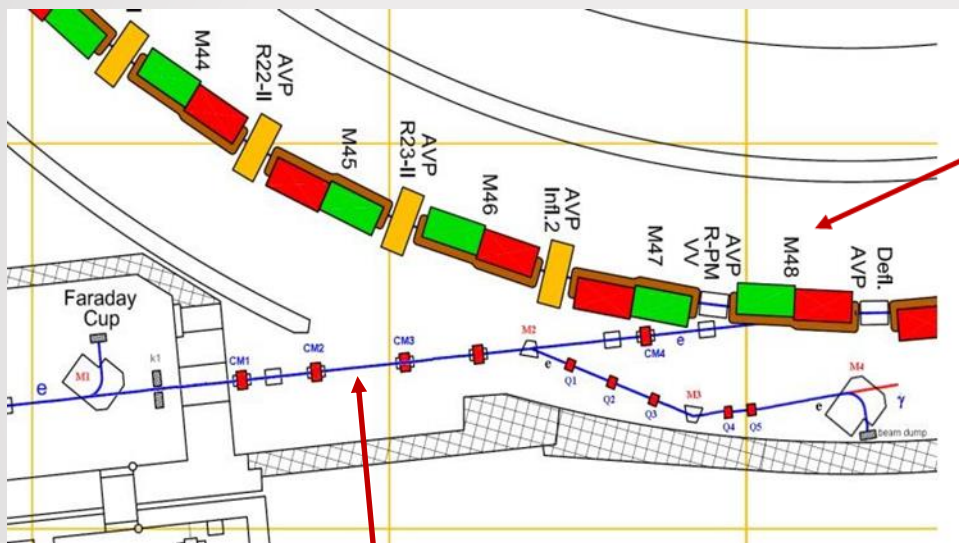 M44
AVP
R22-II
M45
AVP
R23-II
M46
AVP
Infl.2
M47
AVP
R-PM
VV
M48
Defl.
AVP
Faraday
Cup
M1
k1
e
CM1
CM2
CM3
M2
CM4
e
e
Q1
Q2
Q3
M3
Q4
Q5
M4
e
γ
beam dump